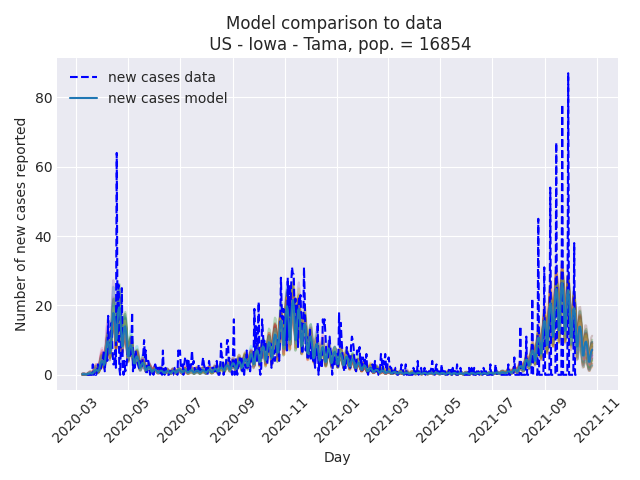 Model comparison to data
US - Iowa - Tama, pop. = 16854
new cases data
new cases model
Number of new cases reported
80
60
40
20
0
2020-03
2020-05
2020-07
2020-09
2020-11
2021-01
2021-03
2021-05
2021-07
2021-09
2021-11
Day